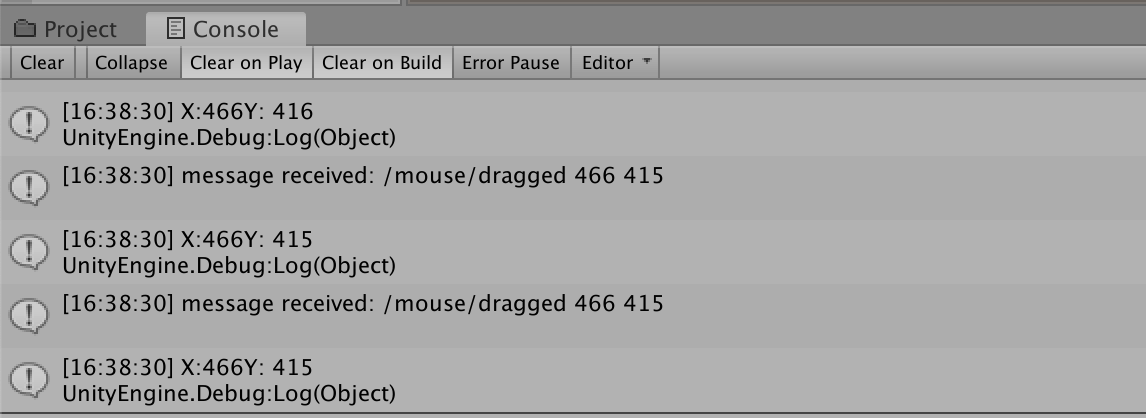 Project Console
Clear Collapse Clear on Play Clear on Build Error Pause Editor
[16:38:30] X:466Y: 416
UnityEngine.Debug:Log(Object)
[16:38:30] message received: /mouse/dragged 466 415
[16:38:30] X:466Y: 415
UnityEngine.Debug:Log(Object)
[16:38:30] message received: /mouse/dragged 466 415
[16:38:30] X:466Y: 415
UnityEngine.Debug:Log(Object)